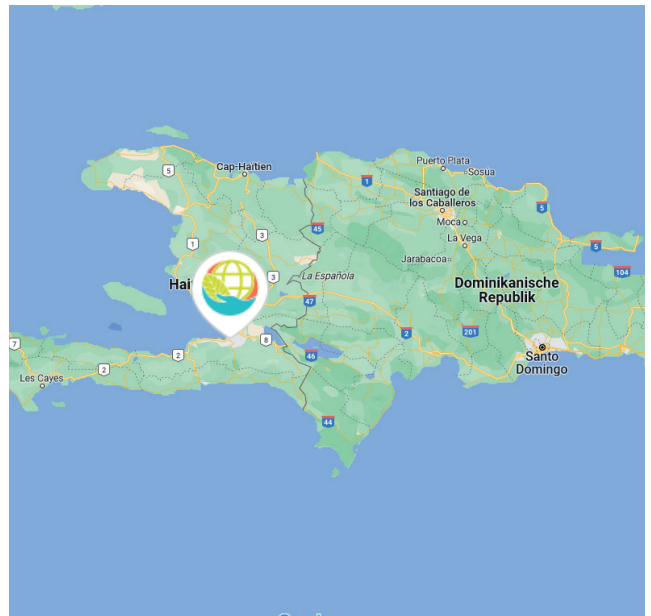 Cap-Haïtien
Puerto Plata
Sosua
5
1
Santiago de
los Caballeros
5
Moca
3
45
1
La Vega
5
Jarabacoa
La Española
104
Hai
3
Dominikanische
Republik
47
2
201
7
2
8
46
Santo
Domingo
2
Les Cayes
44